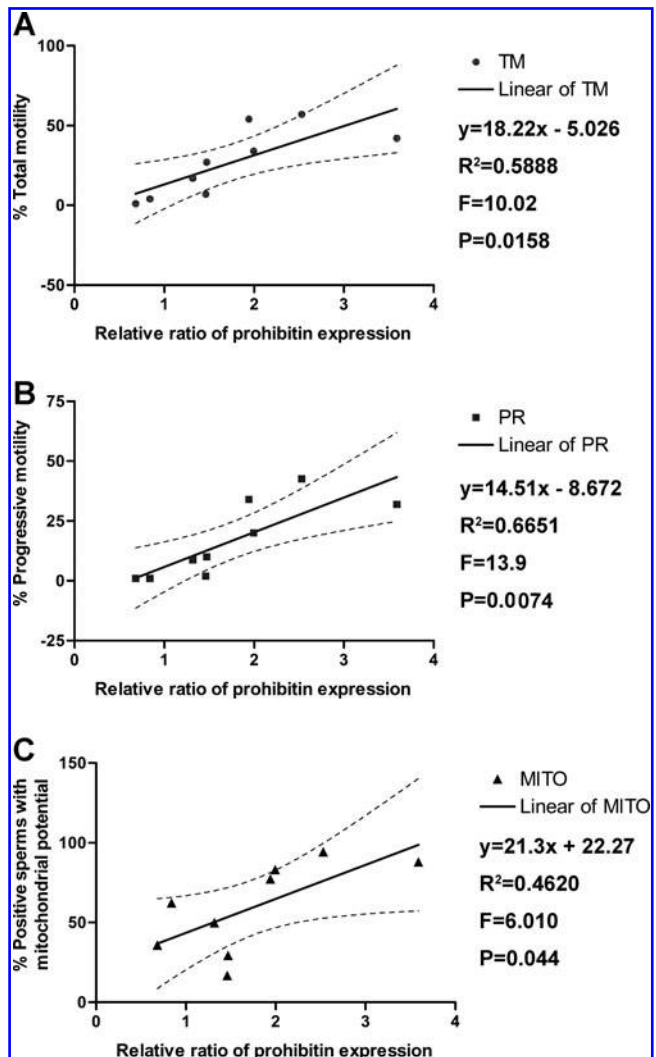 A
% Total motility
100
50
0
-50
0 1 2 3 4
Relative ratio of prohibitin expression
TM
Linear of TM
y=18.22x - 5.026
R²=0.5888
F=10.02
P=0.0158
B
% Progressive motility
75
50
25
0
-25
0 1 2 3 4
Relative ratio of prohibitin expression
PR
Linear of PR
y=14.51x - 8.672
R²=0.6651
F=13.9
P=0.0074
C
% Positive sperms with
mitochondrial potential
150
100
50
0
0 1 2 3 4
Relative ratio of prohibitin expression
MITO
Linear of MITO
y=21.3x + 22.27
R²=0.4620
F=6.010
P=0.044